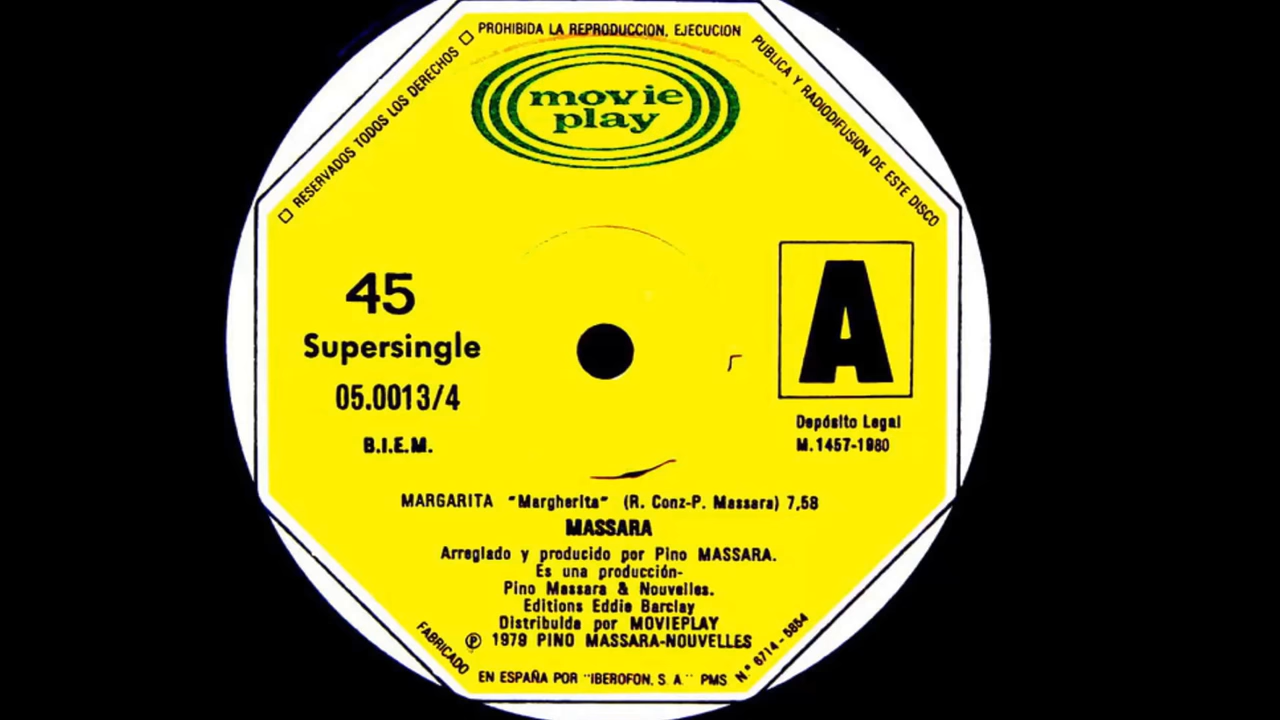 □ RESERVADOS TODOS LOS DERECHOS □ PROHIBIDA LA REPRODUCCION, EJECUCION PUBLICA Y RADIODIFUSION DE ESTE DISCO
movie
play
45
Supersingle
05.0013/4
B.I.E.M.
A
Depósito Legal
M. 1457-1980
MARGARITA "Margherita" (R. Conz-P. Massara) 7,58
MASSARA
Arreglado y producido por Pino MASSARA.
Es una producción-
Pino Massara & Nouvelles.
Editions Eddie Barclay
Distribuida por MOVIEPLAY
Ⓟ 1979 PINO MASSARA-NOUVELLES
FABRICADO EN ESPAÑA POR "IBEROFON, S. A." PMS N.° 6714 - 5854